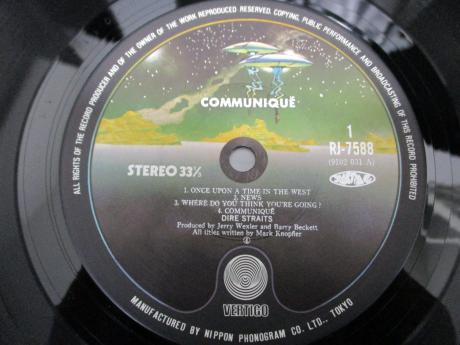 ALL RIGHTS OF THE RECORD PRODUCER AND OF THE OWNER OF THE WORK REPRODUCED RESERVED. COPYING, PUBLIC PERFORMANCE AND BROADCASTING OF THIS RECORD PROHIBITED
COMMUNIQUÉ
1
RJ-7588
(9102 031 A)
STEREO 33⅓
1. ONCE UPON A TIME IN THE WEST
2. NEWS
3. WHERE DO YOU THINK YOU'RE GOING?
4. COMMUNIQUÉ
DIRE STRAITS
Produced by Jerry Wexler and Barry Beckett
All titles written by Mark Knopfler
VERTIGO
MANUFACTURED BY NIPPON PHONOGRAM CO. LTD., TOKYO